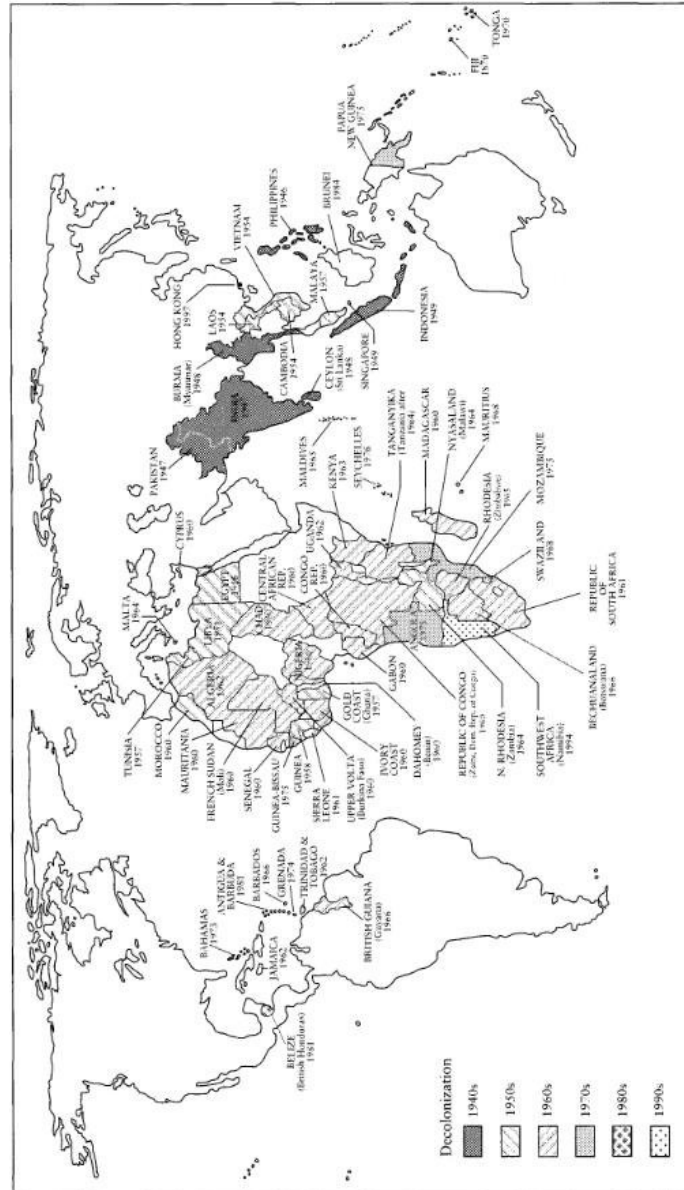 TONGA
1970
FIJI
1970
PAPUA
NEW GUINEA
1975
PHILIPPINES
1946
BRUNEI
1984
VIETNAM
1954
MALAYA
1957
HONG KONG
1997
LAOS
1954
CAMBODIA
1954
SINGAPORE
1949
INDONESIA
1949
BURMA
(Myanmar)
1948
CEYLON
(Sri Lanka)
1948
PAKISTAN
1947
MALDIVES
1965
SEYCHELLES
1976
KENYA
1963
TANGANYIKA
(Tanzania after
1964)
MADAGASCAR
1960
NYASALAND
(Malawi)
1964
MAURITIUS
1968
RHODESIA
(Zimbabwe)
MOZAMBIQUE
1975
SWAZILAND
1968
REPUBLIC
OF
SOUTH AFRICA
1961
BECHUANALAND
(Botswana)
1966
SOUTHWEST
AFRICA
(Namibia)
1994
N. RHODESIA
(Zambia)
1964
REPUBLIC OF CONGO
(Zaire, Dem. Rep. of Congo)
ANGOLA
CYPRUS
1960
MALTA
1964
EGYPT
LIBYA
CENTRAL
AFRICAN
REP.
1960
CONGO
REP.
1960
UGANDA
1962
CHAD
TUNISIA
1957
MOROCCO
1960
ALGERIA
MAURITANIA
1960
FRENCH SUDAN
(Mali)
1960
SENEGAL
1960
GUINEA-BISSAU
1975
GUINEA
1958
SIERRA
LEONE
1961
UPPER VOLTA
(Burkina Faso)
1960
IVORY
COAST
1960
DAHOMEY
(Benin)
GOLD
COAST
(Ghana)
1957
NIGERIA
GABON
1960
BAHAMAS
1973
ANTIGUA &
BARBUDA
1981
BARBADOS
1966
GRENADA
1974
TRINIDAD &
TOBAGO
1962
JAMAICA
1962
BRITISH GUIANA
(Guyana)
1966
BELIZE
(British Honduras)
1981
Decolonization
1940s
1950s
1960s
1970s
1980s
1990s